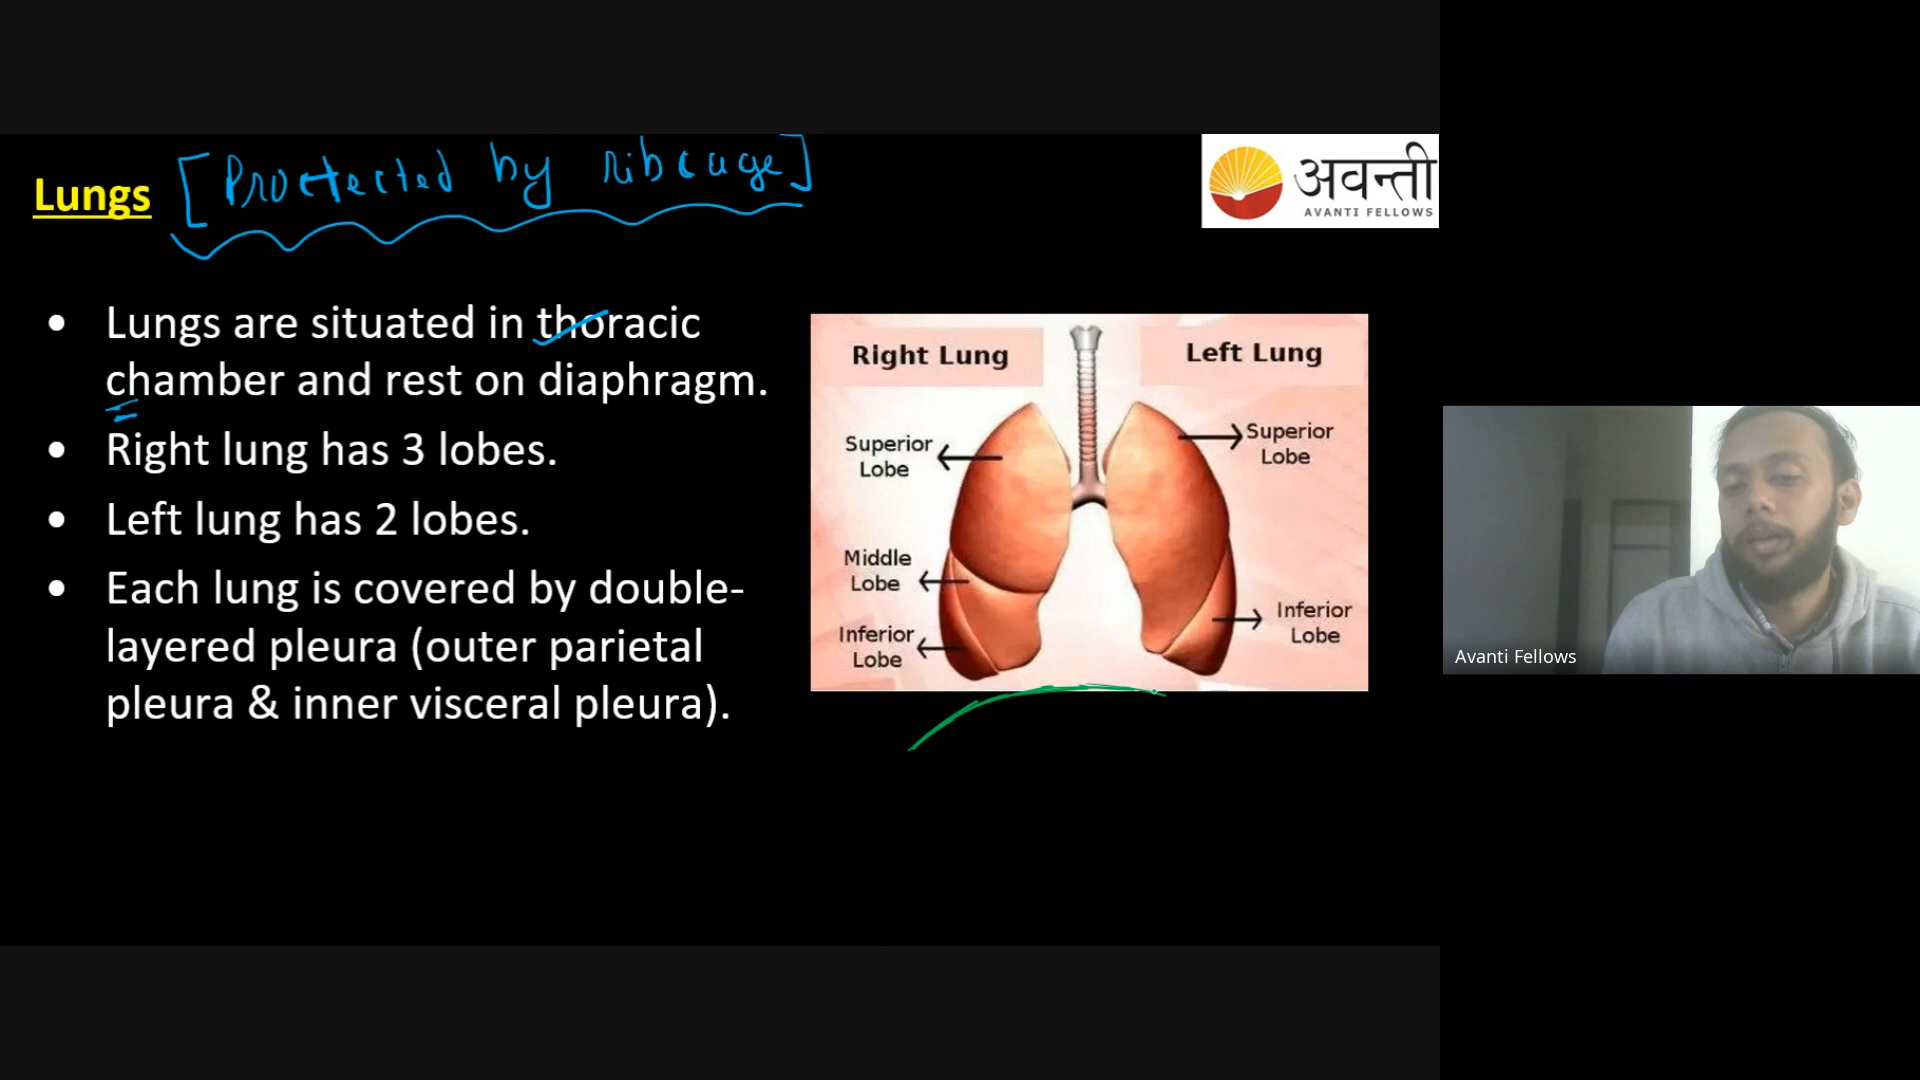 Lungs [Proctected by ribcage]
अवन्ती
AVANTI FELLOWS
• Lungs are situated in thoracic
chamber and rest on diaphragm.
• Right lung has 3 lobes.
• Left lung has 2 lobes.
• Each lung is covered by double-
layered pleura (outer parietal
pleura & inner visceral pleura).
Right Lung
Left Lung
Superior
Lobe
Superior
Lobe
Middle
Lobe
Inferior
Lobe
Inferior
Lobe
Avanti Fellows